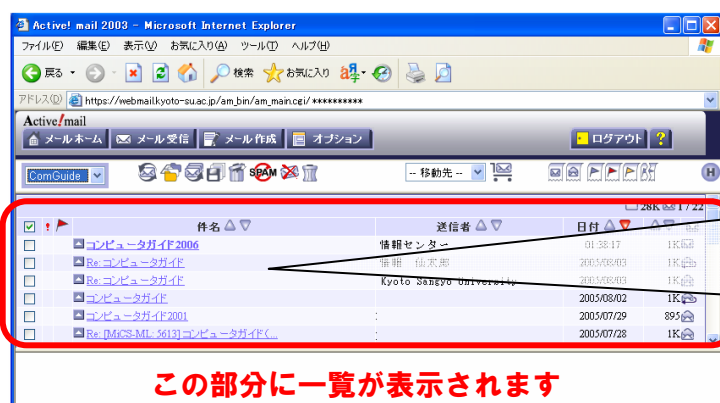 Active! mail 2003 - Microsoft Internet Explorer
ファイル(F) 編集(E) 表示(V) お気に入り(A) ツール(T) ヘルプ(H)
戻る 検索 お気に入り
アドレス(D) https://webmail.kyoto-su.ac.jp/am_bin/am_main.cgi/**********
Active!mail
メールホーム メール受信 メール作成 オプション ログアウト ?
ComGuide SPAM -- 移動先 -- H
28K 1 / 22
件名 送信者 日付
コンピュータガイド2006 情報センター 01:38:17 1K
Re: コンピュータガイド 情報 伍太郎 2005/08/03 1K
Re: コンピュータガイド Kyoto Sangyo University 2005/08/03 1K
コンピュータガイド 2005/08/02 1K
コンピュータガイド2001 : 2005/07/29 895
Re: [MiCS-ML: 5613] コンピュータガイドく... : 2005/07/28 1K
この部分に一覧が表示されます